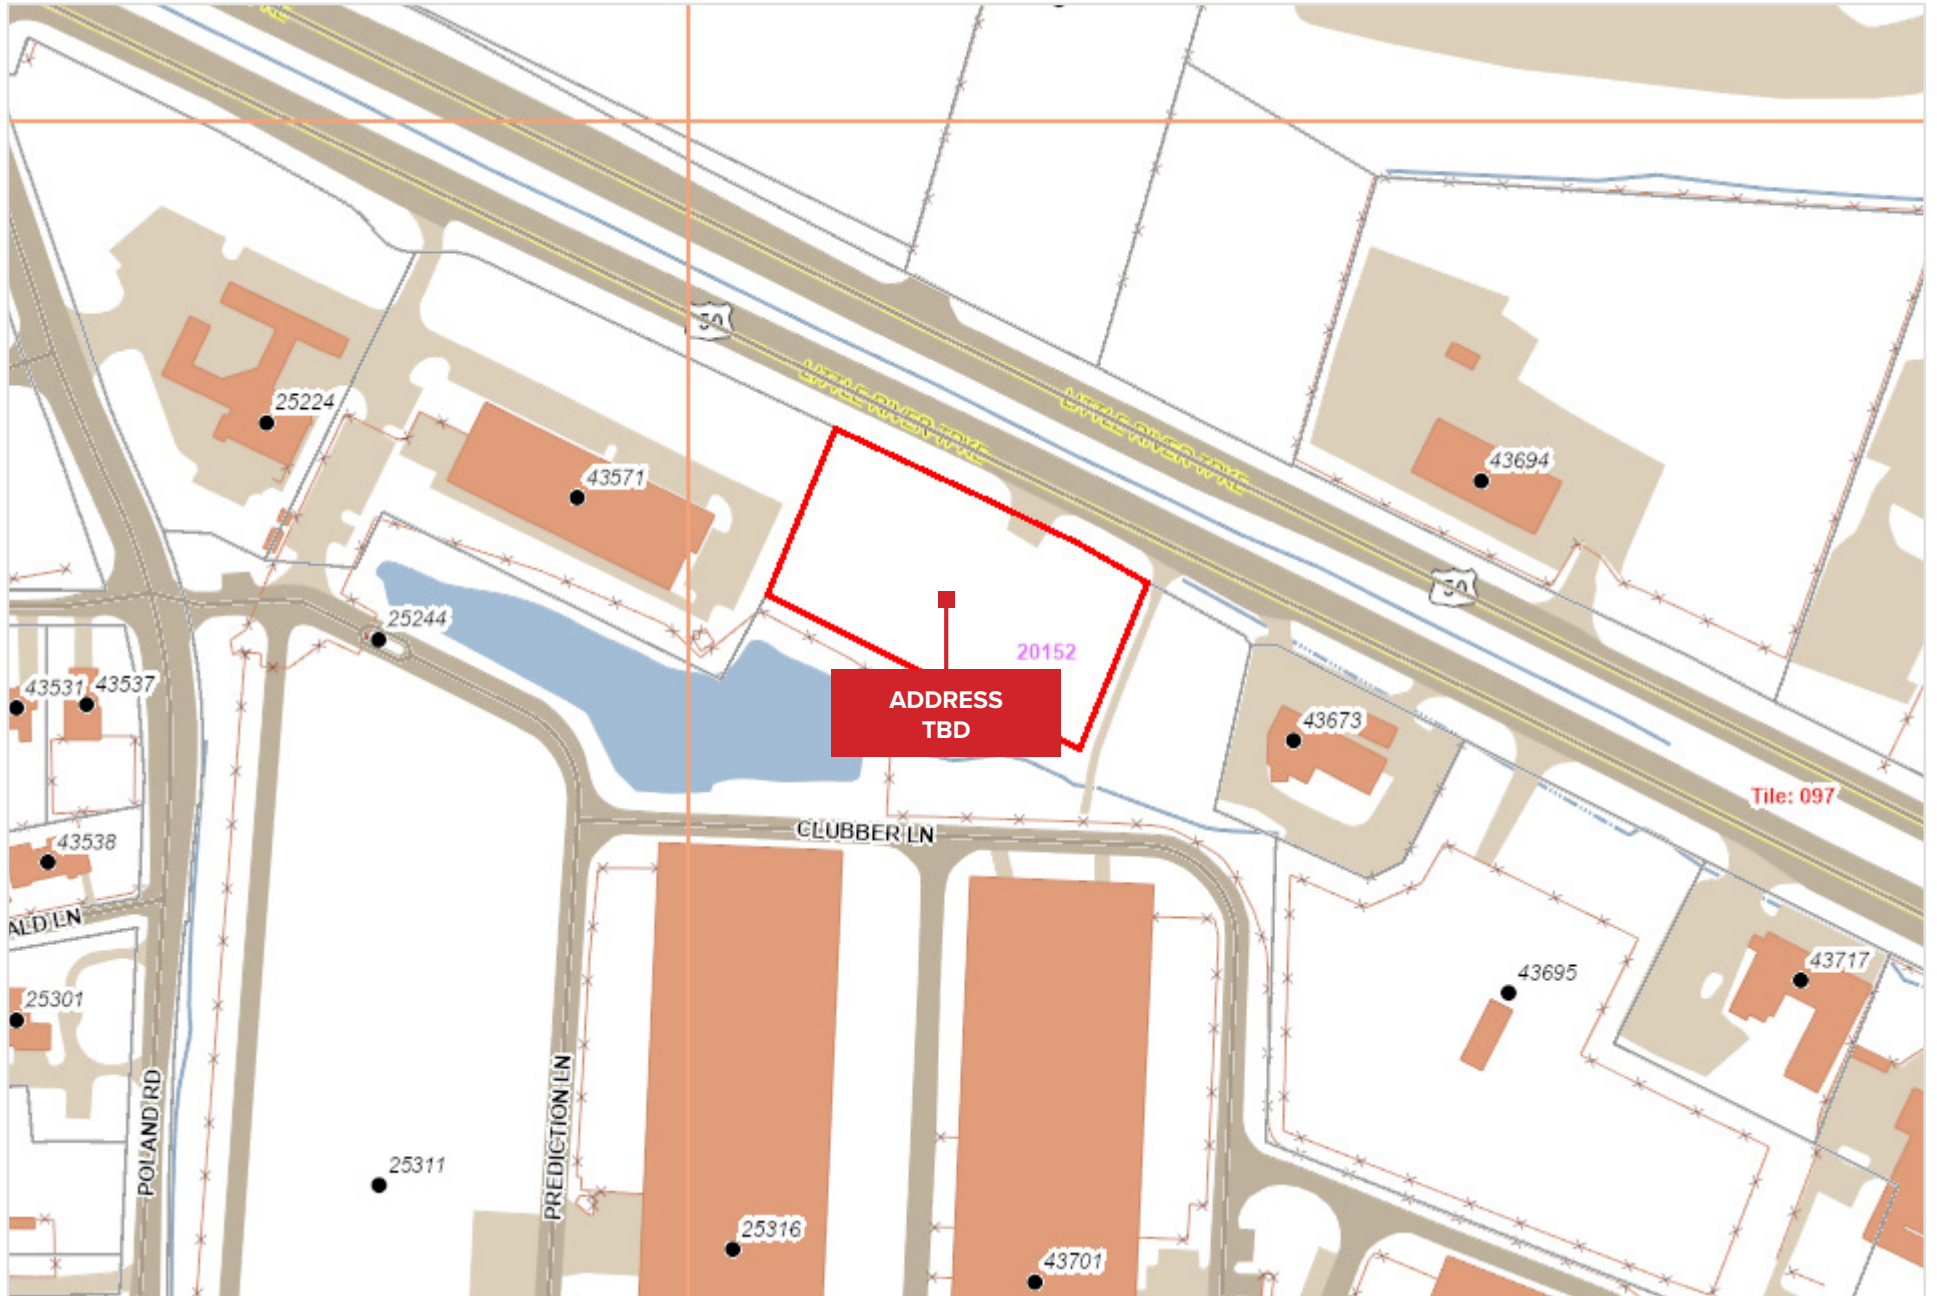 50
LITTLE RIVER TPKE
LITTLE RIVER TPKE
25224
43571
43694
50
25244
20152
43531
43537
ADDRESS
TBD
43673
Tile: 097
CLUBBER LN
43538
ALD LN
43717
43695
25301
POLAND RD
PREDICTION LN
25311
25316
43701